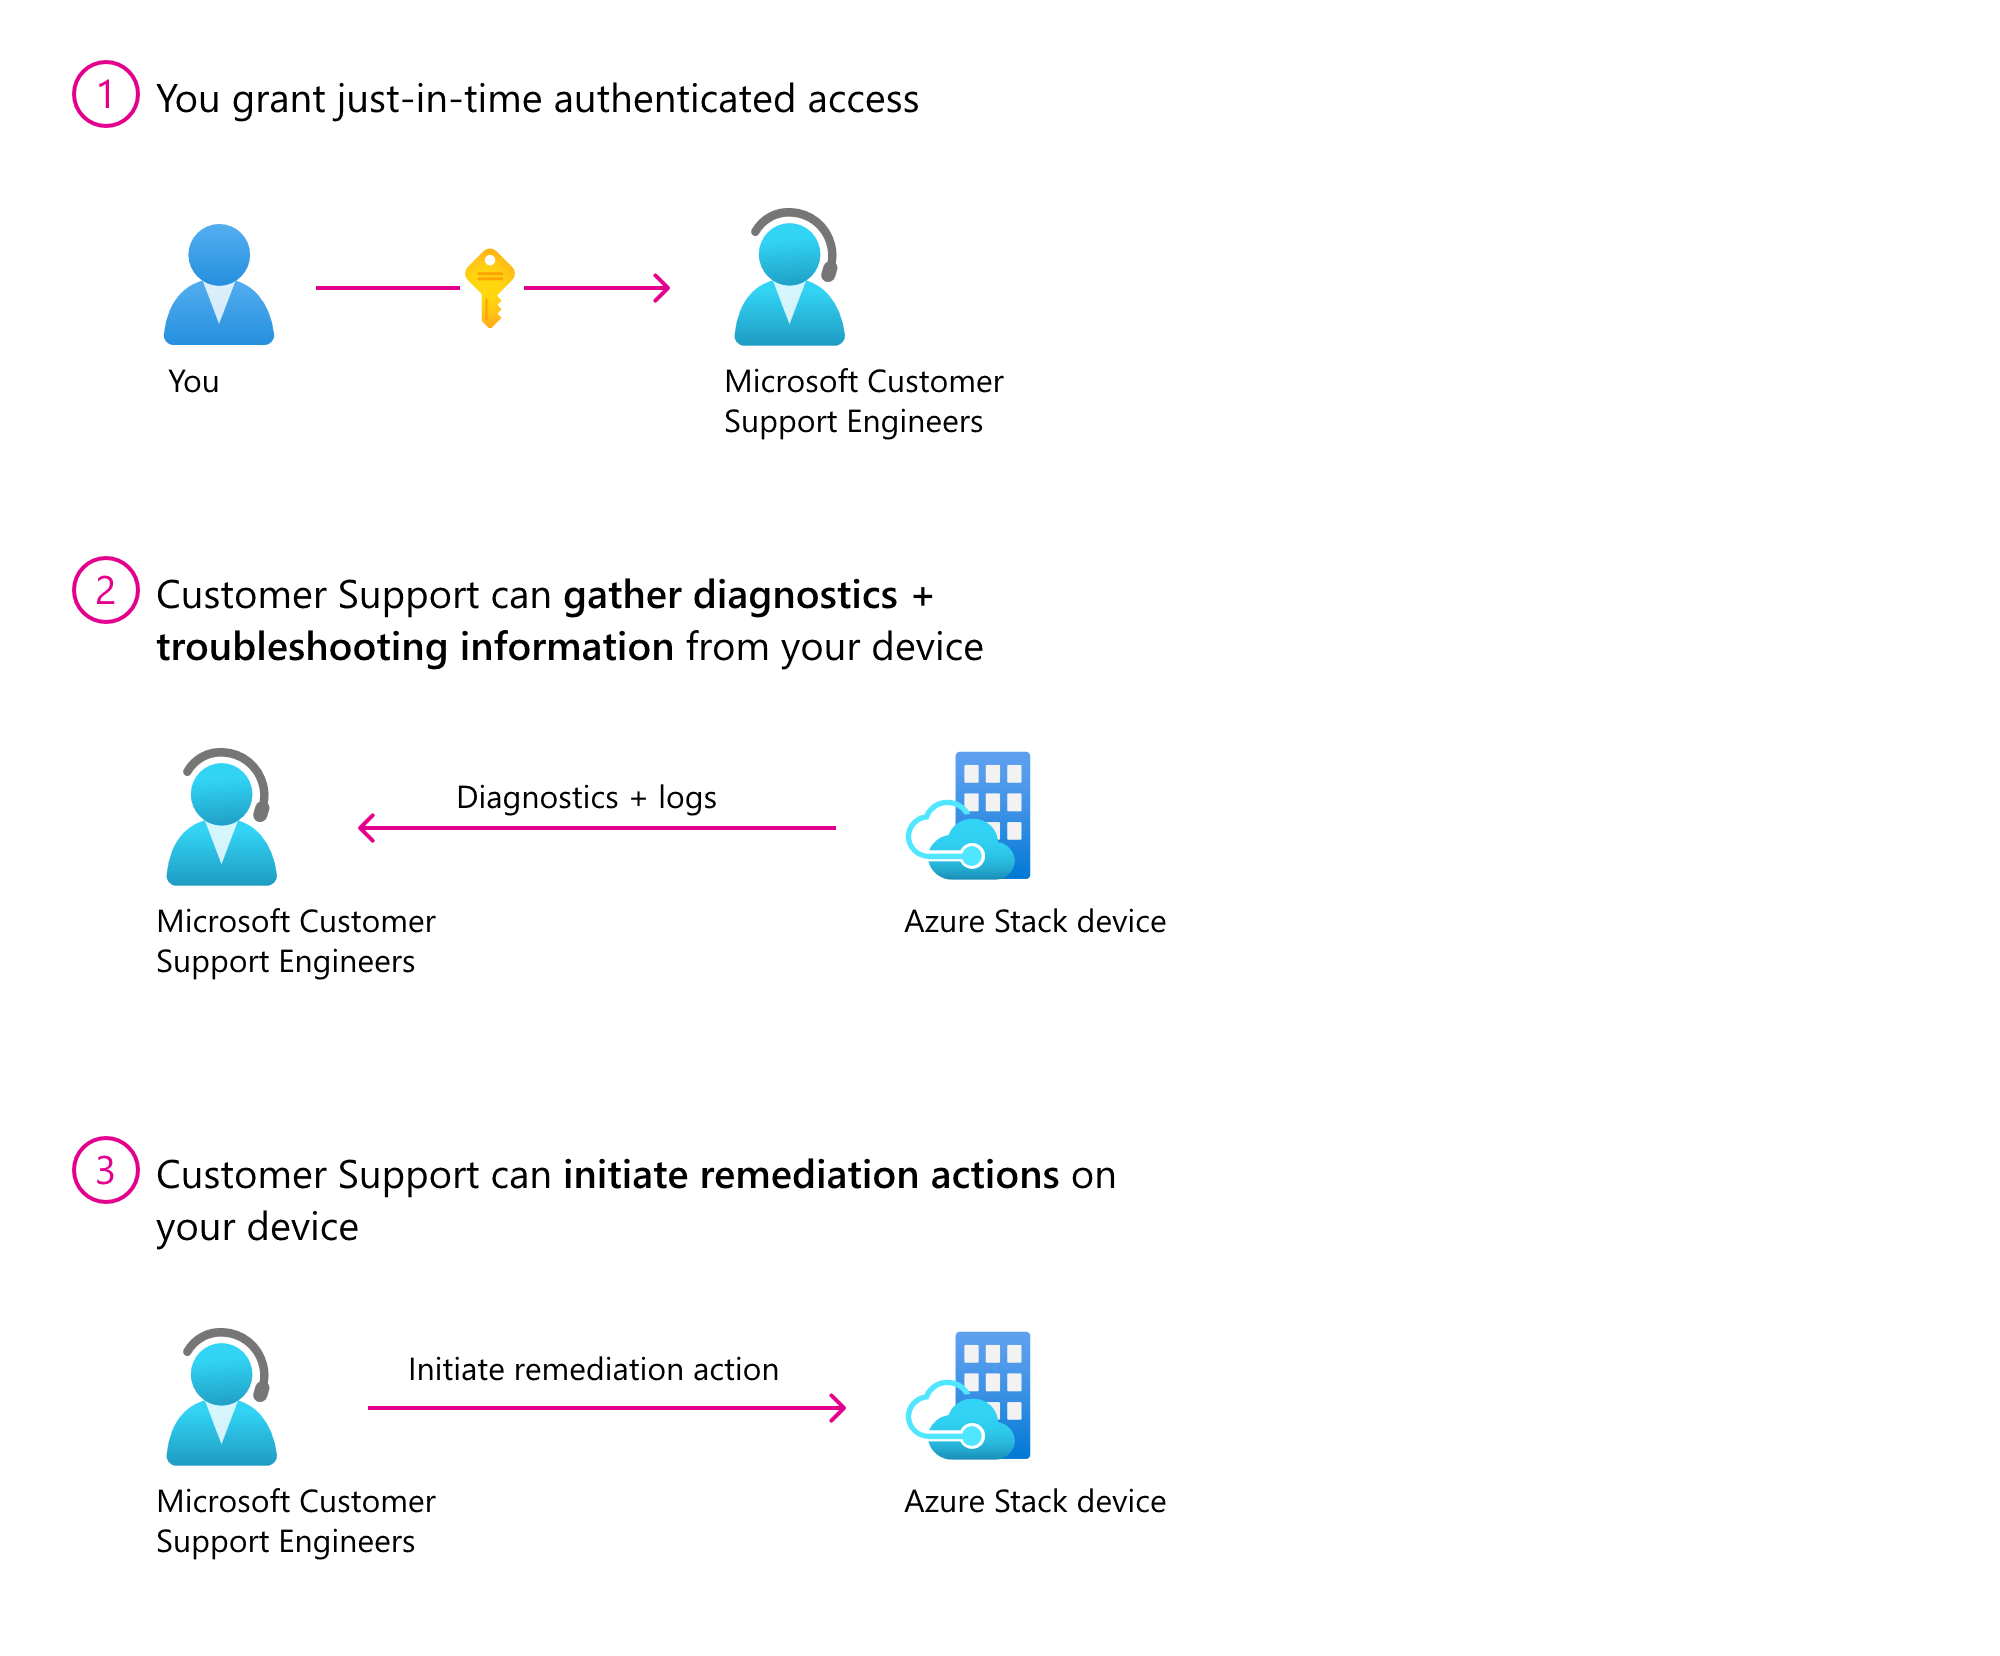 1
You grant just-in-time authenticated access
You
Microsoft Customer
Support Engineers
2
Customer Support can gather diagnostics +
troubleshooting information from your device
Diagnostics + logs
Microsoft Customer
Support Engineers
Azure Stack device
3
Customer Support can initiate remediation actions on
your device
Initiate remediation action
Microsoft Customer
Support Engineers
Azure Stack device